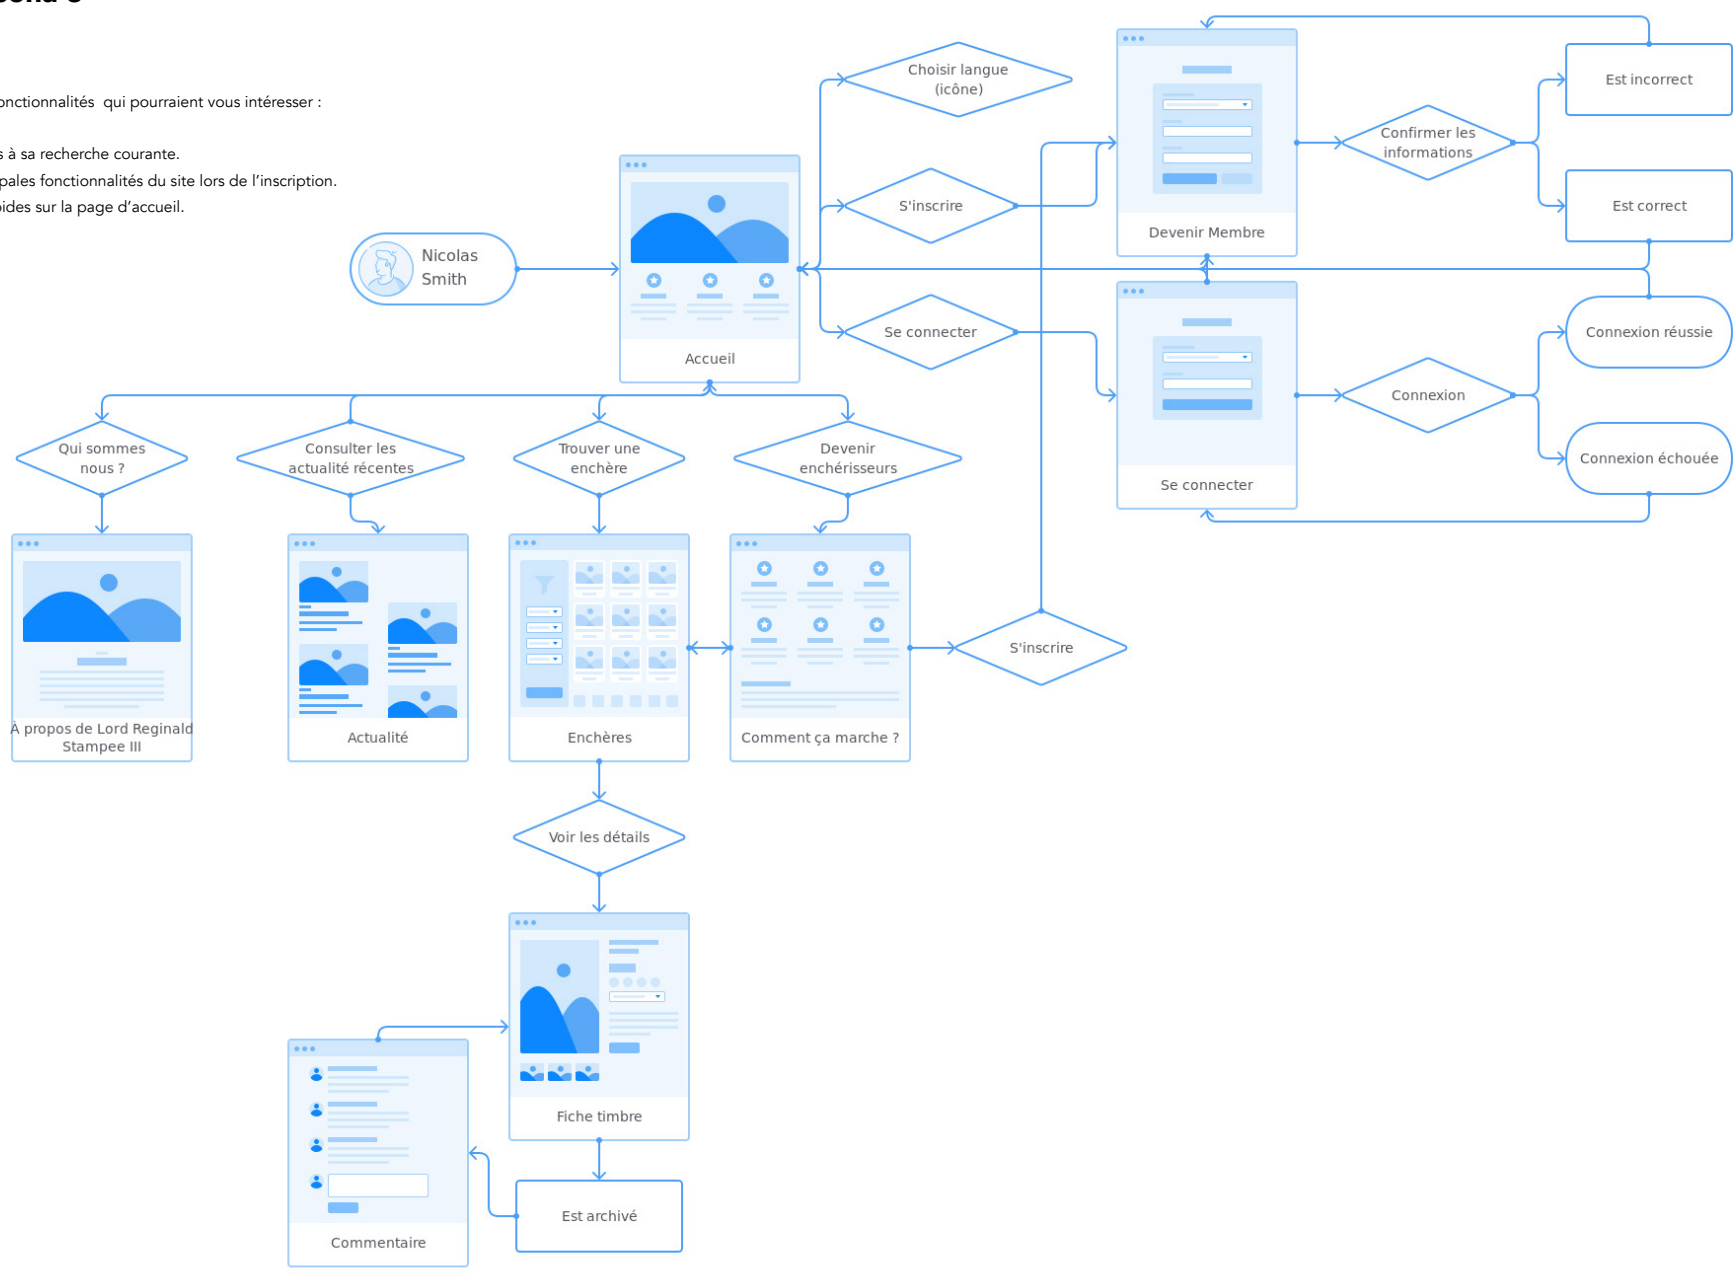 onctionnalités qui pourraient vous intéresser :
s à sa recherche courante.
pales fonctionnalités du site lors de l'inscription.
ides sur la page d'accueil.
Nicolas
Smith
Accueil
Choisir langue
(icône)
S'inscrire
Se connecter
Devenir Membre
Confirmer les
informations
Est incorrect
Est correct
Se connecter
Connexion
Connexion réussie
Connexion échouée
Qui sommes
nous ?
Consulter les
actualité récentes
Trouver une
enchère
Devenir
enchérisseurs
À propos de Lord Reginald
Stampee III
Actualité
Enchères
Comment ça marche ?
S'inscrire
Voir les détails
Fiche timbre
Est archivé
Commentaire